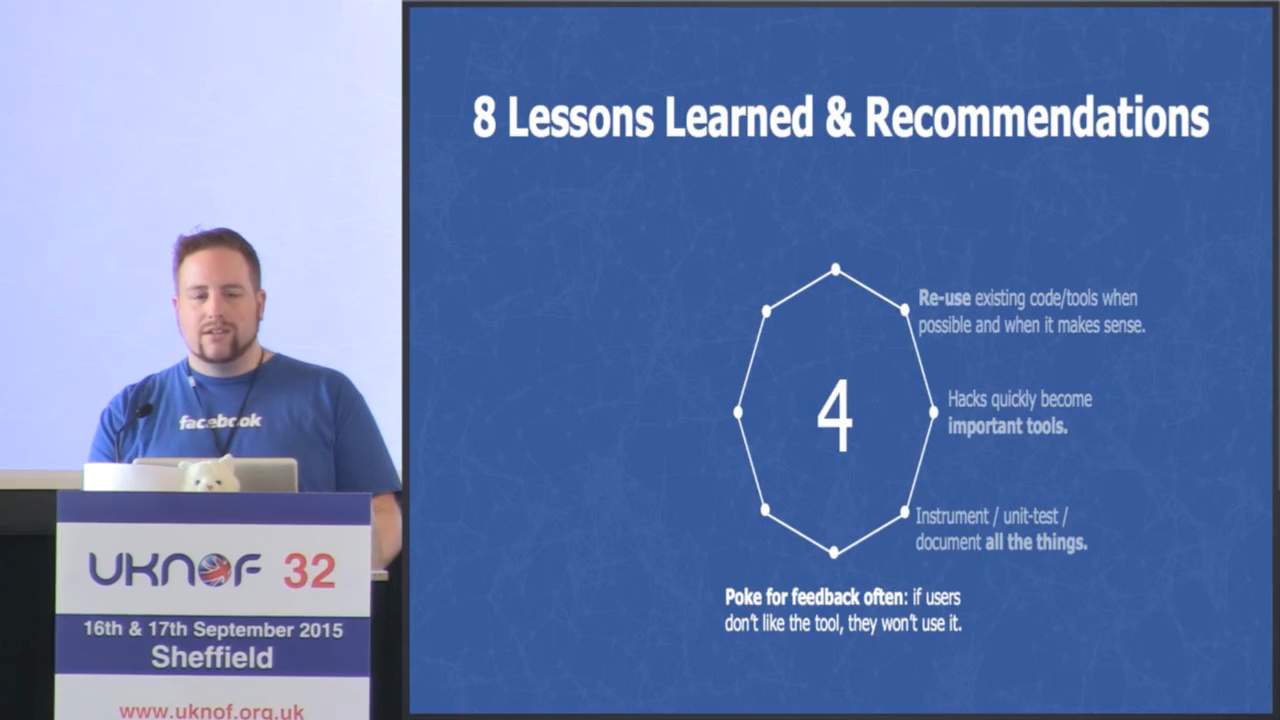 8 Lessons Learned & Recommendations
Re-use existing code/tools when
possible and when it makes sense.
4
Hacks quickly become
important tools.
Instrument / unit-test /
document all the things.
Poke for feedback often: if users
don't like the tool, they won't use it.
facebook
UKNOF 32
16th & 17th September 2015
Sheffield
www.uknof.org.uk